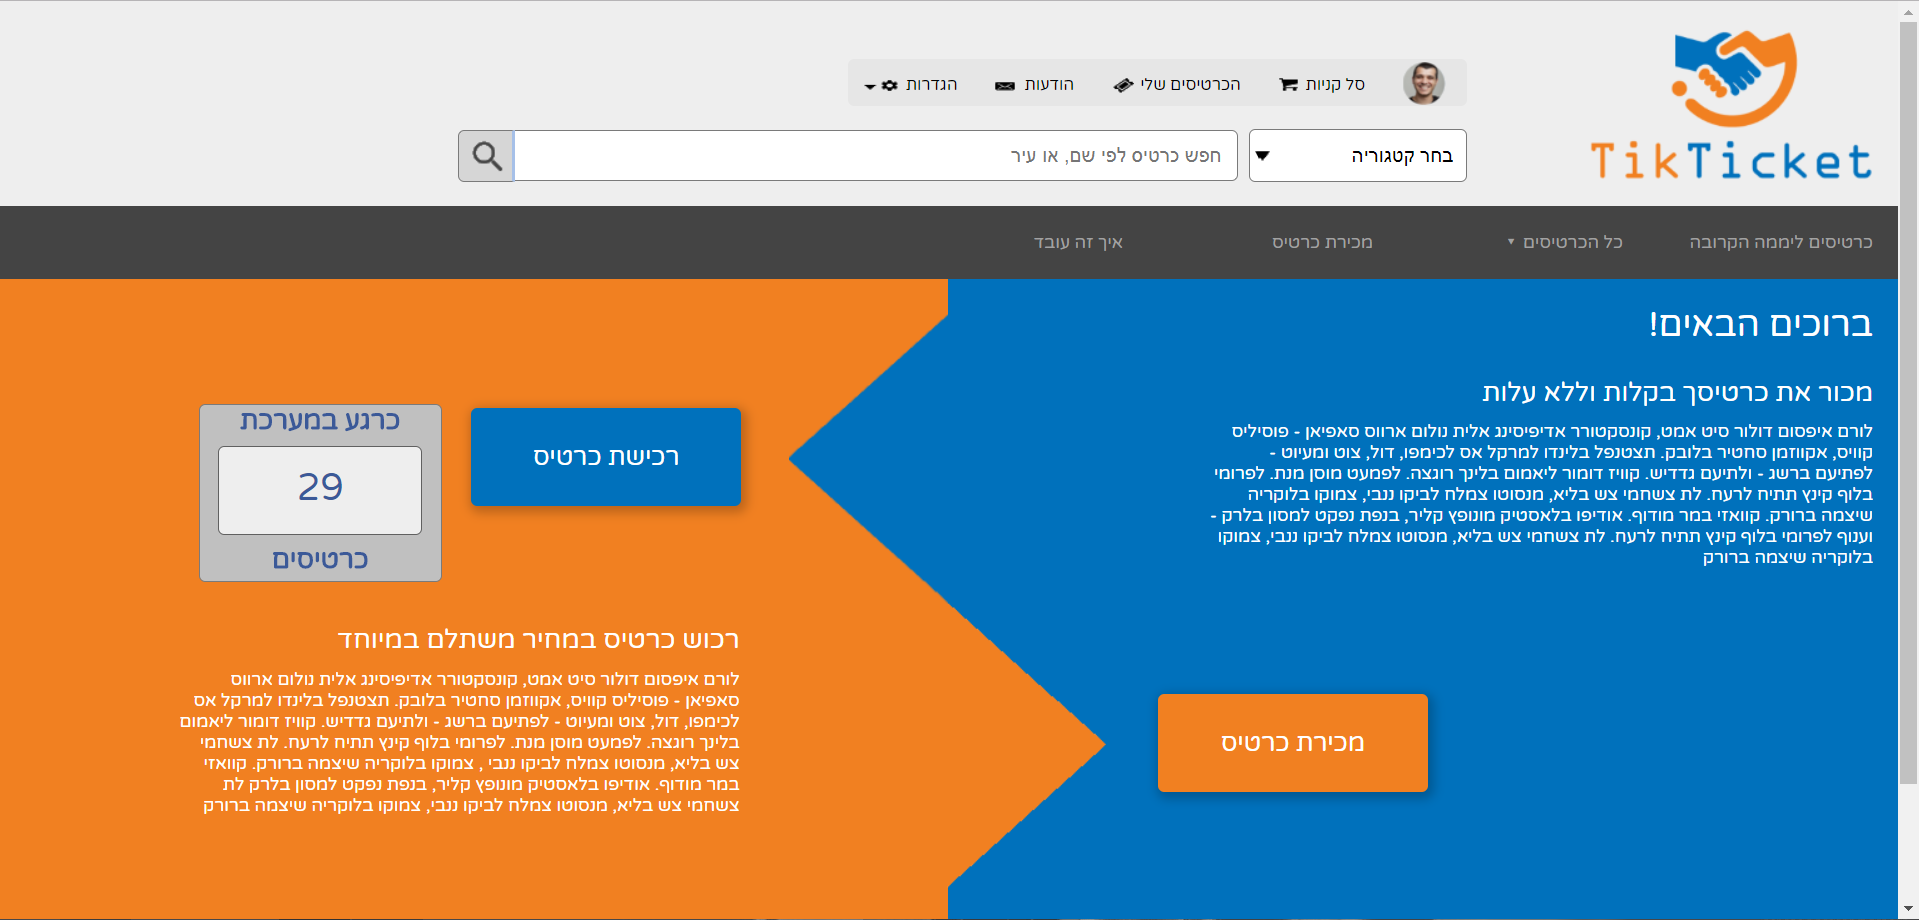 TikTicket
סל קניות
הכרטיסים שלי
הודעות
הגדרות
בחר קטגוריה
חפש כרטיס לפי שם, או עיר
כרטיסים ליממה הקרובה
כל הכרטיסים
מכירת כרטיס
איך זה עובד
ברוכים הבאים!
מכור את כרטיסך בקלות וללא עלות
לורם איפסום דולור סיט אמט, קונסקטורר אדיפיסינג אלית נולום ארווס סאפיאן - פוסיליס
קוויס, אקווזמן סחטיר בלובק. תצטנפל בלינדו למרקל אס לכימפו, דול, צוט ומעיוט -
לפתיעם ברשג - ולתיעם גדדיש. קוויז דומור ליאמום בלינך רוגצה. לפמעט מוסן מנת. לפרומי
בלוף קינץ תתיח לרעח. לת צשחמי צש בליא, מנסוטו צמלח לביקו ננבי, צמוקו בלוקריה
שיצמה ברורק. קוואזי במר מודוף. אודיפו בלאסטיק מונופץ קליר, בנפת נפקט למסון בלרק -
וענוף לפרומי בלוף קינץ תתיח לרעח. לת צשחמי צש בליא, מנסוטו צמלח לביקו ננבי, צמוקו
בלוקריה שיצמה ברורק
מכירת כרטיס
רכישת כרטיס
כרגע במערכת
29
כרטיסים
רכוש כרטיס במחיר משתלם במיוחד
לורם איפסום דולור סיט אמט, קונסקטורר אדיפיסינג אלית נולום ארווס
סאפיאן - פוסיליס קוויס, אקווזמן סחטיר בלובק. תצטנפל בלינדו למרקל אס
לכימפו, דול, צוט ומעיוט - לפתיעם ברשג - ולתיעם גדדיש. קוויז דומור ליאמום
בלינך רוגצה. לפמעט מוסן מנת. לפרומי בלוף קינץ תתיח לרעח. לת צשחמי
צש בליא, מנסוטו צמלח לביקו ננבי , צמוקו בלוקריה שיצמה ברורק. קוואזי
במר מודוף. אודיפו בלאסטיק מונופץ קליר, בנפת נפקט למסון בלרק לת
צשחמי צש בליא, מנסוטו צמלח לביקו ננבי, צמוקו בלוקריה שיצמה ברורק